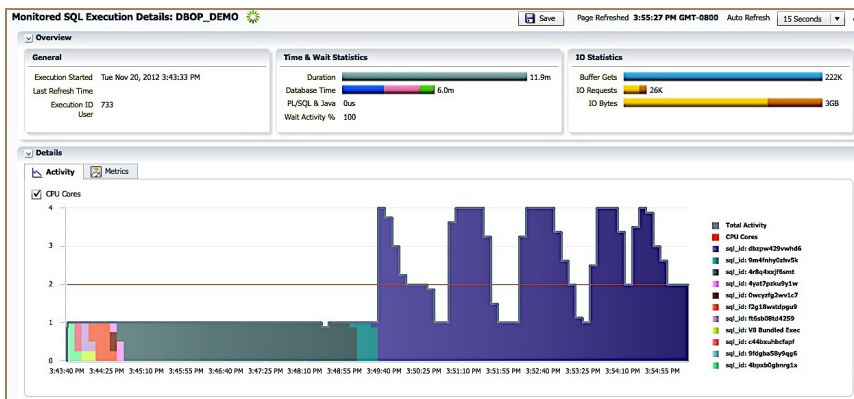 Monitored SQL Execution Details: DBOP_DEMO
Save
Page Refreshed 3:55:27 PM GMT-0800
Auto Refresh
15 Seconds
Overview
General
Execution Started Tue Nov 20, 2012 3:43:33 PM
Last Refresh Time
Execution ID 733
User
Time & Wait Statistics
Duration 11.9m
Database Time 6.0m
PL/SQL & Java 0us
Wait Activity % 100
IO Statistics
Buffer Gets 222K
IO Requests 26K
IO Bytes 3GB
Details
Activity
Metrics
CPU Cores
4
3
2
1
0
3:43:40 PM 3:44:25 PM 3:45:10 PM 3:45:55 PM 3:46:40 PM 3:47:25 PM 3:48:10 PM 3:48:55 PM 3:49:40 PM 3:50:25 PM 3:51:10 PM 3:51:55 PM 3:52:40 PM 3:53:25 PM 3:54:10 PM 3:54:55 PM
Total Activity
CPU Cores
sql_id: dbzpw429vwhd6
sql_id: 9m4fnhy0zhv5k
sql_id: 4r8q4xxjf6smt
sql_id: 4yat7pzku9y1w
sql_id: 0wcyzfg2wv1c7
sql_id: f2g18wstdpgu9
sql_id: ft6sb08td4259
sql_id: V8 Bundled Exec
sql_id: c44bxuhbcfapf
sql_id: 9fdgba58y9qg6
sql_id: 4bpxb0gbnrg1x